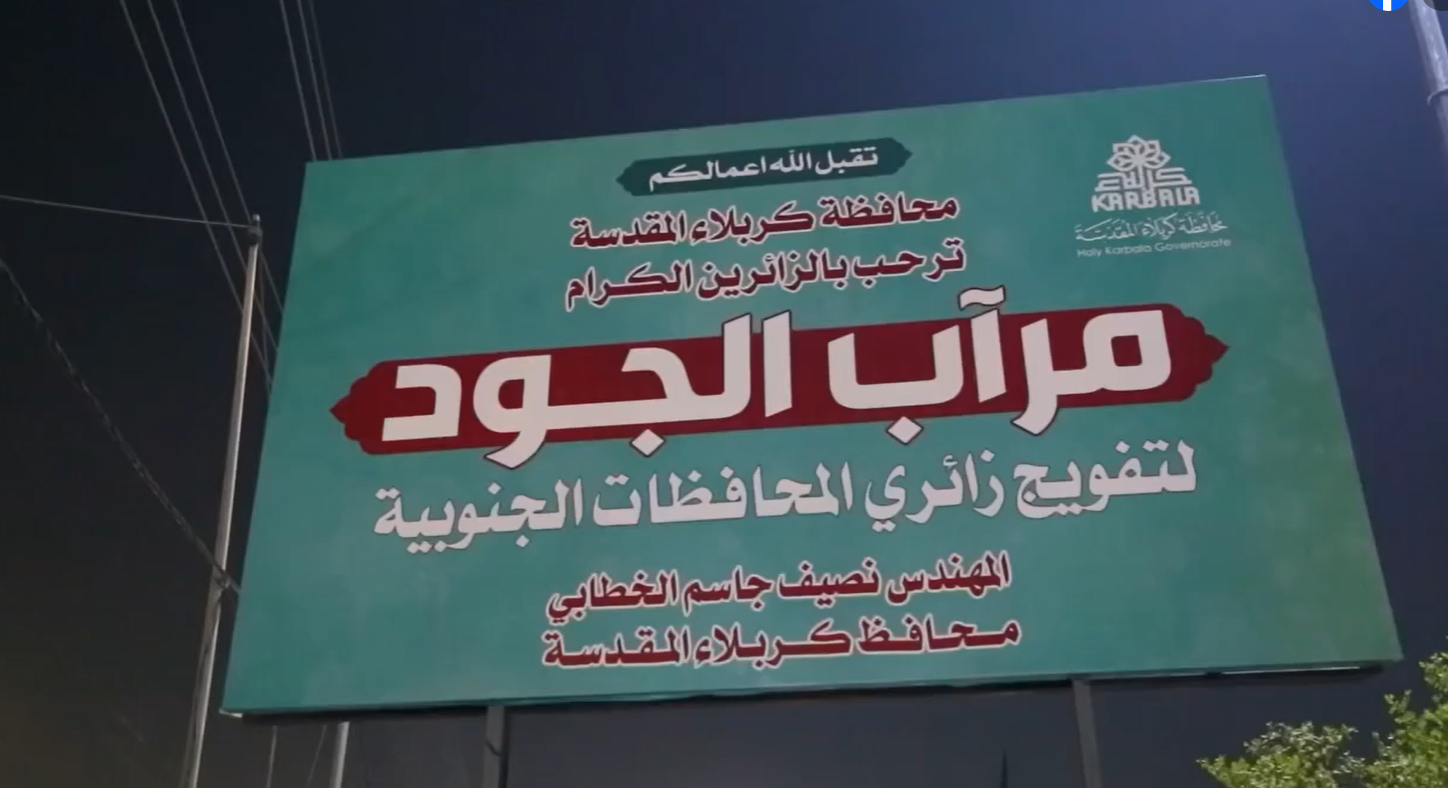 تقبل الله اعمالكم
محافظة كربلاء المقدسة
ترحب بالزائرين الكرام
مرآب الجود
لتفويج زائري المحافظات الجنوبية
المهندس نصيف جاسم الخطابي
محافظ كربلاء المقدسة
كربلاء
KARBALA
محافظة كربلاء المقدسة
Holy Karbala Governorate